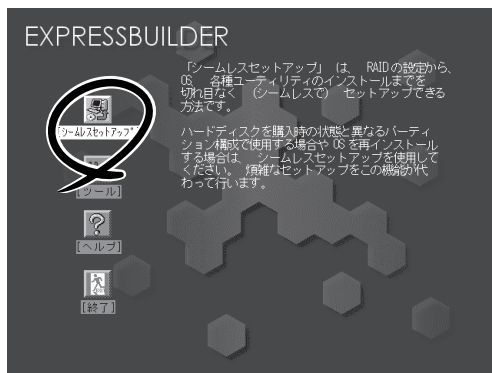 EXPRESSBUILDER
「シームレスセットアップ」 は、 RAIDの設定から、
OS、 各種ユーティリティのインストールまでを
切れ目なく (シームレスで) セットアップできる
方法です。
ハードディスクを購入時の状態と異なるパーティ
ション構成で使用する場合や OSを再インストール
する場合は、 シームレスセットアップを使用して
ください。 煩雑なセットアップをこの機能が代
わって行います。
[シームレスセットアップ]
[ツール]
[ヘルプ]
[終了]